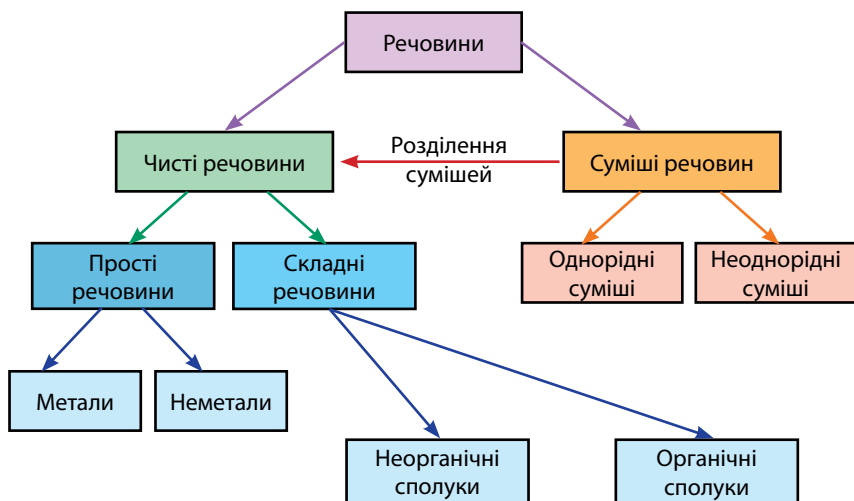 Речовини
Чисті речовини
Розділення
сумішей
Суміші речовин
Прості
речовини
Складні
речовини
Однорідні
суміші
Неоднорідні
суміші
Метали
Неметали
Неорганічні
сполуки
Органічні
сполуки